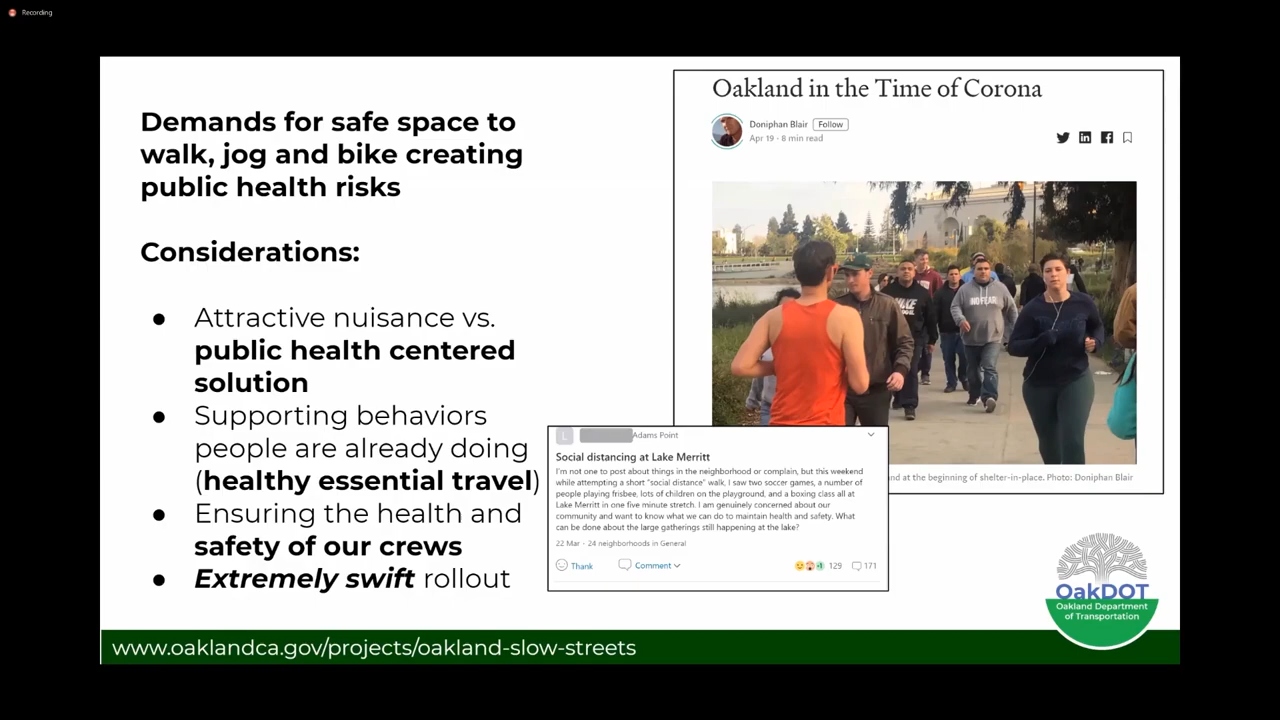 Recording
Demands for safe space to
walk, jog and bike creating
public health risks
Considerations:
● Attractive nuisance vs.
public health centered
solution
● Supporting behaviors
people are already doing
(healthy essential travel)
● Ensuring the health and
safety of our crews
● Extremely swift rollout
Oakland in the Time of Corona
Doniphan Blair Follow
Apr 19 · 8 min read
NO FEAR
nd at the beginning of shelter-in-place. Photo: Doniphan Blair
L Adams Point
Social distancing at Lake Merritt
I'm not one to post about things in the neighborhood or complain, but this weekend
while attempting a short "social distance" walk, I saw two soccer games, a number of
people playing frisbee, lots of children on the playground, and a boxing class all at
Lake Merritt in one five minute stretch. I am genuinely concerned about our
community and want to know what we can do to maintain health and safety. What
can be done about the large gatherings still happening at the lake?
22 Mar · 24 neighborhoods in General
Thank Comment 129 171
OakDOT
Oakland Department
of Transportation
www.oaklandca.gov/projects/oakland-slow-streets